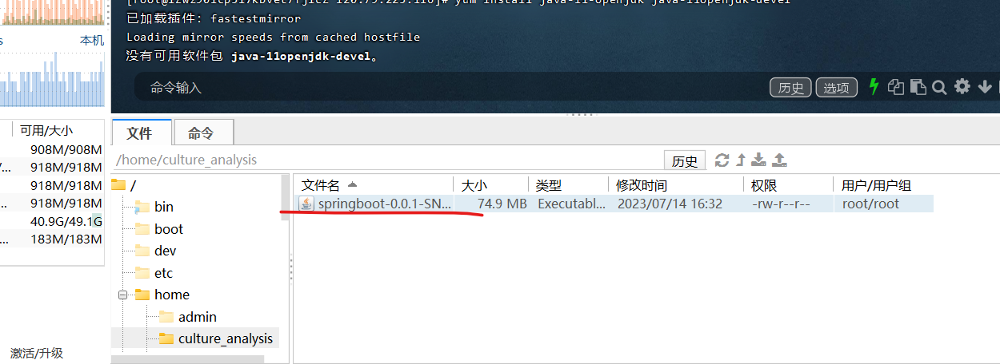 yum install java-11-openjdk java-11openjdk-devel
已加载插件：fastestmirror
Loading mirror speeds from cached hostfile
没有可用软件包 java-11openjdk-devel。
命令输入
历史
选项
本机
可用/大小
908M/908M
918M/918M
918M/918M
918M/918M
40.9G/49.1G
183M/183M
激活/升级
文件
命令
/home/culture_analysis
历史
/
bin
boot
dev
etc
home
admin
culture_analysis
文件名 大小 类型 修改时间 权限 用户/用户组
springboot-0.0.1-SN... 74.9 MB Executabl... 2023/07/14 16:32 -rw-r--r-- root/root